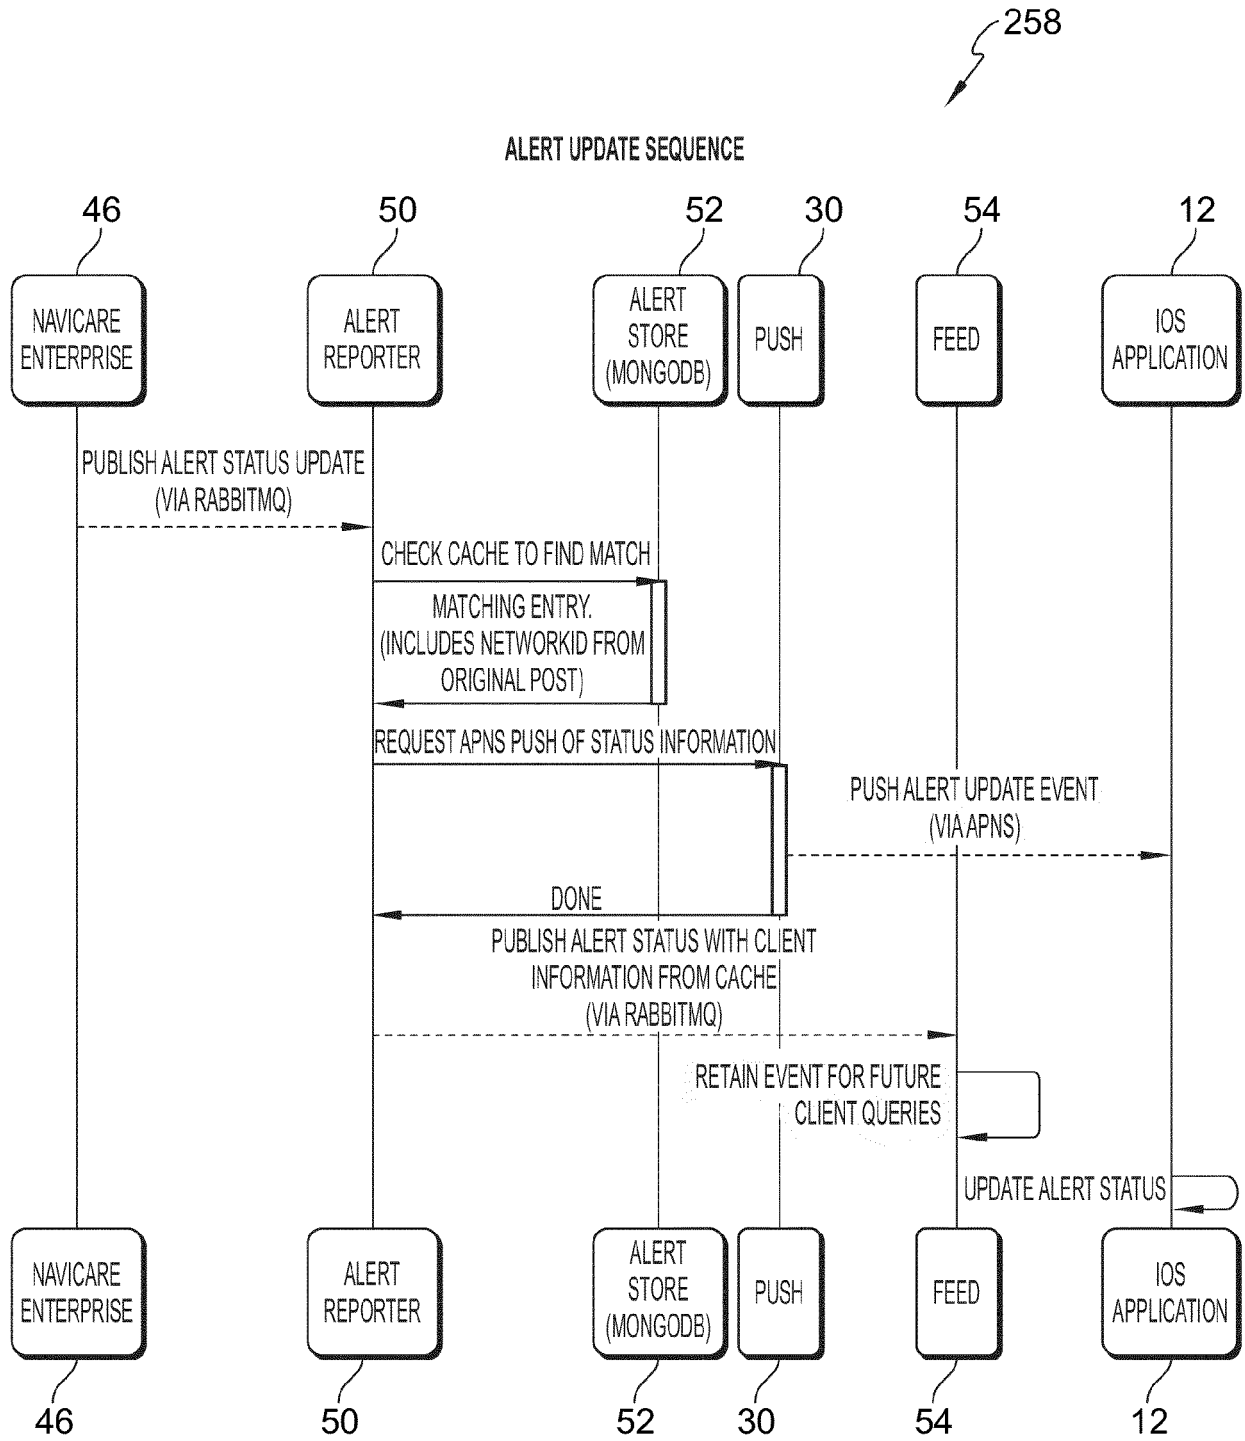 258
ALERT UPDATE SEQUENCE
46
50
52
30
54
12
NAVICARE
ENTERPRISE
ALERT
REPORTER
ALERT
STORE
(MONGODB)
PUSH
FEED
IOS
APPLICATION
PUBLISH ALERT STATUS UPDATE
(VIA RABBITMQ)
CHECK CACHE TO FIND MATCH
MATCHING ENTRY.
(INCLUDES NETWORKID FROM
ORIGINAL POST)
REQUEST APNS PUSH OF STATUS INFORMATION
PUSH ALERT UPDATE EVENT
(VIA APNS)
DONE
PUBLISH ALERT STATUS WITH CLIENT
INFORMATION FROM CACHE
(VIA RABBITMQ)
RETAIN EVENT FOR FUTURE
CLIENT QUERIES
UPDATE ALERT STATUS
NAVICARE
ENTERPRISE
ALERT
REPORTER
ALERT
STORE
(MONGODB)
PUSH
FEED
IOS
APPLICATION
46
50
52
30
54
12